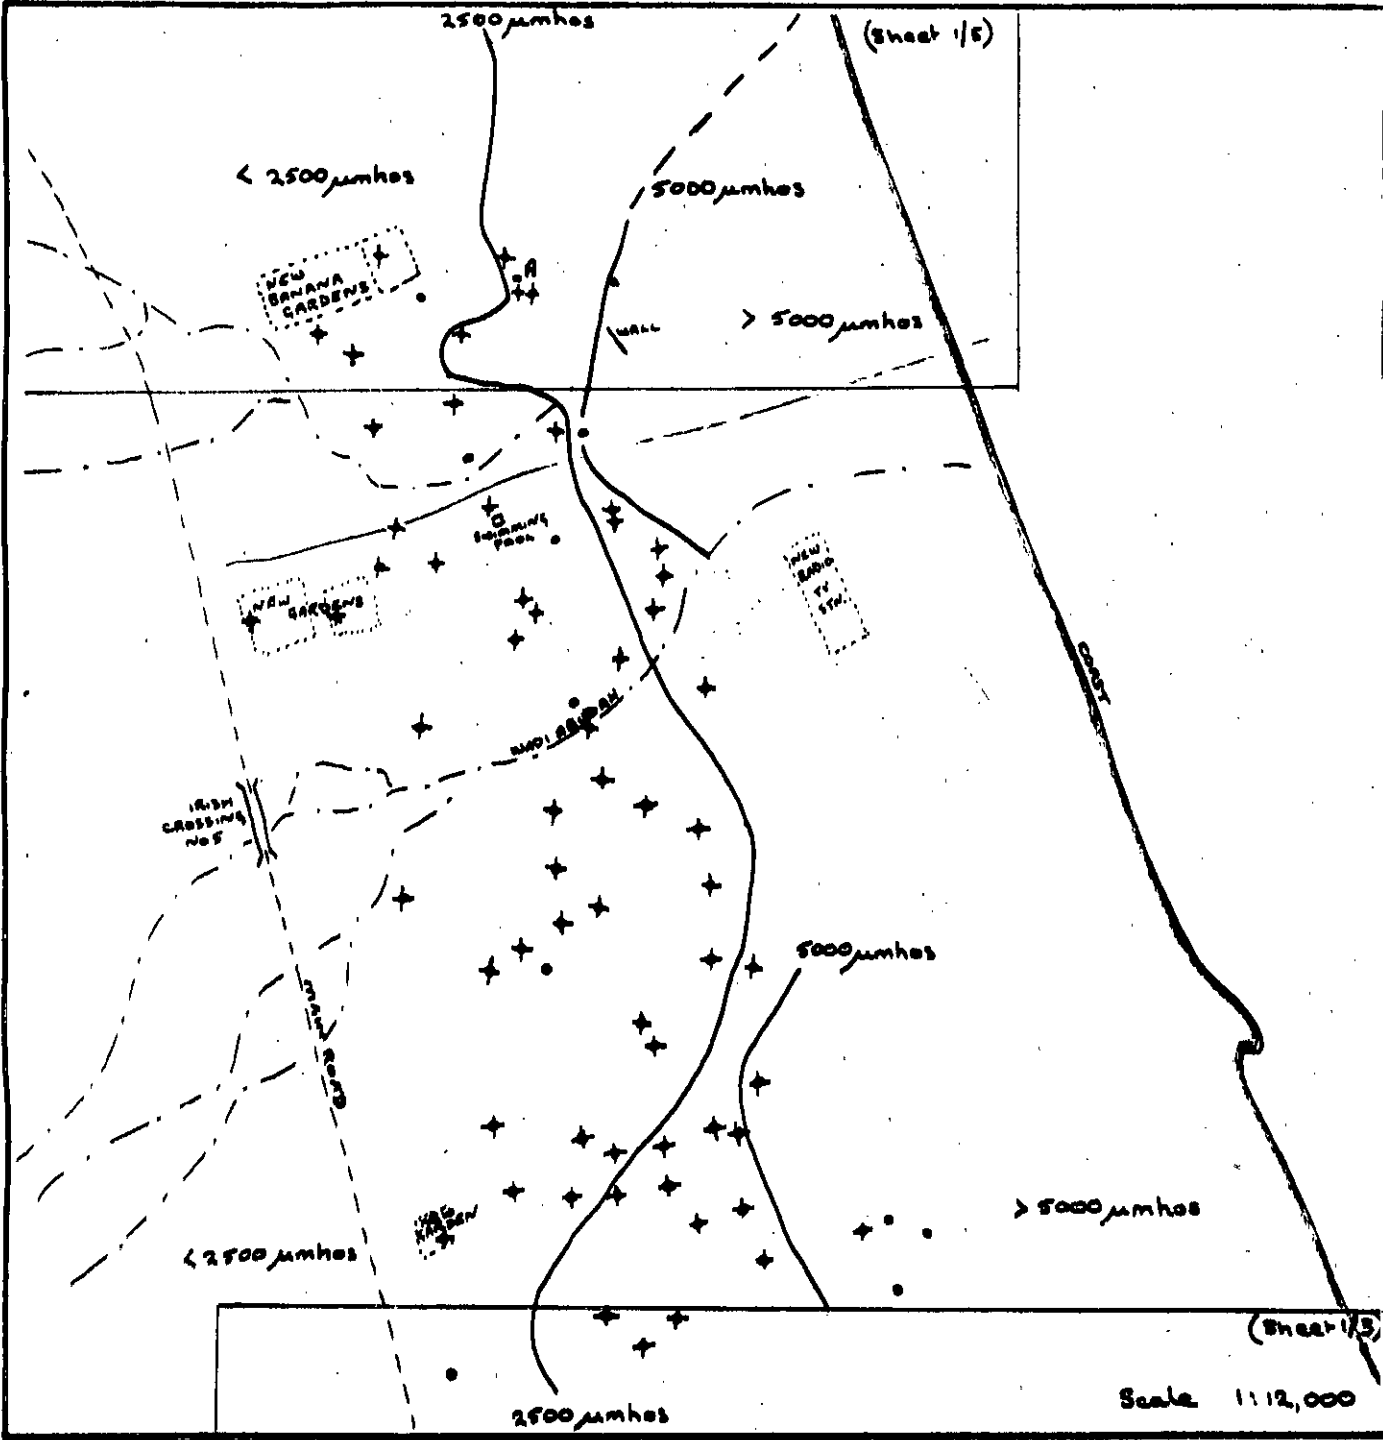 2500 µmhos
(Sheet 1/5)
< 2500 µmhos
5000 µmhos
NEW
BANANA
GARDENS
A
WALL
> 5000 µmhos
SWIMMING
POOL
NEW
RADIO
TV
STN.
NEW
GARDENS
COAST
WADI
IRISH
CROSSING
No 5
5000 µmhos
MAIN ROAD
GARDEN
> 5000 µmhos
< 2500 µmhos
(Sheet 1/3)
Scale 1:12,000
2500 µmhos